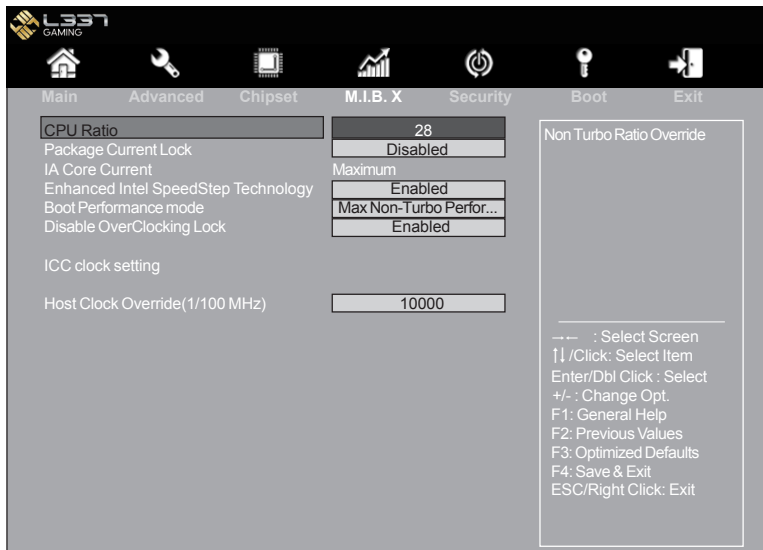 L337
GAMING
Main Advanced Chipset M.I.B. X Security Boot Exit
CPU Ratio 28
Package Current Lock Disabled
IA Core Current Maximum
Enhanced Intel SpeedStep Technology Enabled
Boot Performance mode Max Non-Turbo Perfor...
Disable OverClocking Lock Enabled
ICC clock setting
Host Clock Override(1/100 MHz) 10000
Non Turbo Ratio Override
→← : Select Screen
↑↓/Click: Select Item
Enter/Dbl Click : Select
+/- : Change Opt.
F1: General Help
F2: Previous Values
F3: Optimized Defaults
F4: Save & Exit
ESC/Right Click: Exit